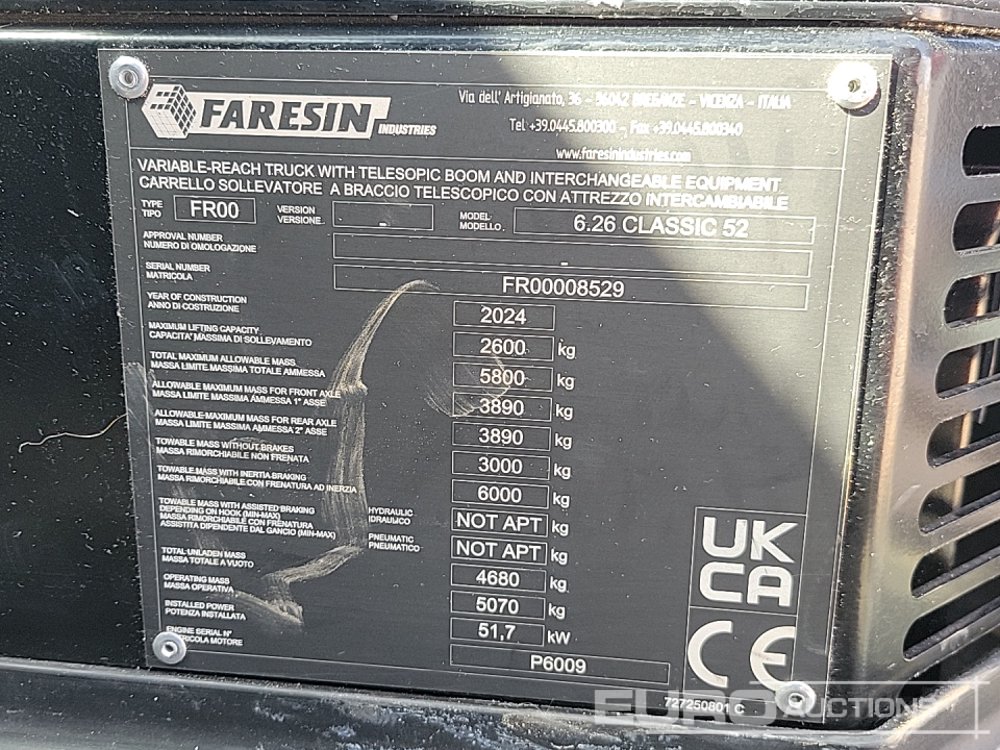 FARESIN
INDUSTRIES
Via dell' Artigianato, 36 - 36042 BREGANZE - VICENZA - ITALIA
Tel +39.0445.800300 - Fax +39.0445.800340
www.faresinindustries.com
VARIABLE-REACH TRUCK WITH TELESOPIC BOOM AND INTERCHANGEABLE EQUIPMENT
CARRELLO SOLLEVATORE A BRACCIO TELESCOPICO CON ATTREZZO INTERCAMBIABILE
TYPE
TIPO
FR00
VERSION
VERSIONE
-
MODEL
MODELLO
6.26 CLASSIC 52
APPROVAL NUMBER
NUMERO DI OMOLOGAZIONE
-
SERIAL NUMBER
MATRICOLA
FR00008529
YEAR OF CONSTRUCTION
ANNO DI COSTRUZIONE
2024
MAXIMUM LIFTING CAPACITY
CAPACITA' MASSIMA DI SOLLEVAMENTO
2600 kg
TOTAL MAXIMUM ALLOWABLE MASS
MASSA LIMITE MASSIMA TOTALE AMMESSA
5800 kg
ALLOWABLE MAXIMUM MASS FOR FRONT AXLE
MASSA LIMITE MASSIMA AMMESSA 1° ASSE
3890 kg
ALLOWABLE-MAXIMUM MASS FOR REAR AXLE
MASSA LIMITE MASSIMA AMMESSA 2° ASSE
3890 kg
TOWABLE MASS WITHOUT BRAKES
MASSA RIMORCHIABILE NON FRENATA
3000 kg
TOWABLE MASS WITH INERTIA BRAKING
MASSA RIMORCHIABILE CON FRENATURA AD INERZIA
6000 kg
TOWABLE MASS WITH ASSISTED BRAKING
DEPENDING ON HOOK (MIN-MAX)
MASSA RIMORCHIABILE CON FRENATURA
ASSISTITA DIPENDENTE DAL GANCIO (MIN-MAX)
HYDRAULIC
IDRAULICO
NOT APT kg
PNEUMATIC
PNEUMATICO
NOT APT kg
TOTAL UNLADEN MASS
MASSA TOTALE A VUOTO
4680 kg
OPERATING MASS
MASSA OPERATIVA
5070 kg
INSTALLED POWER
POTENZA INSTALLATA
51,7 kW
ENGINE SERIAL N°
MATRICOLA MOTORE
P6009
UK
CA
CE
727250801 C
EURO AUCTIONS